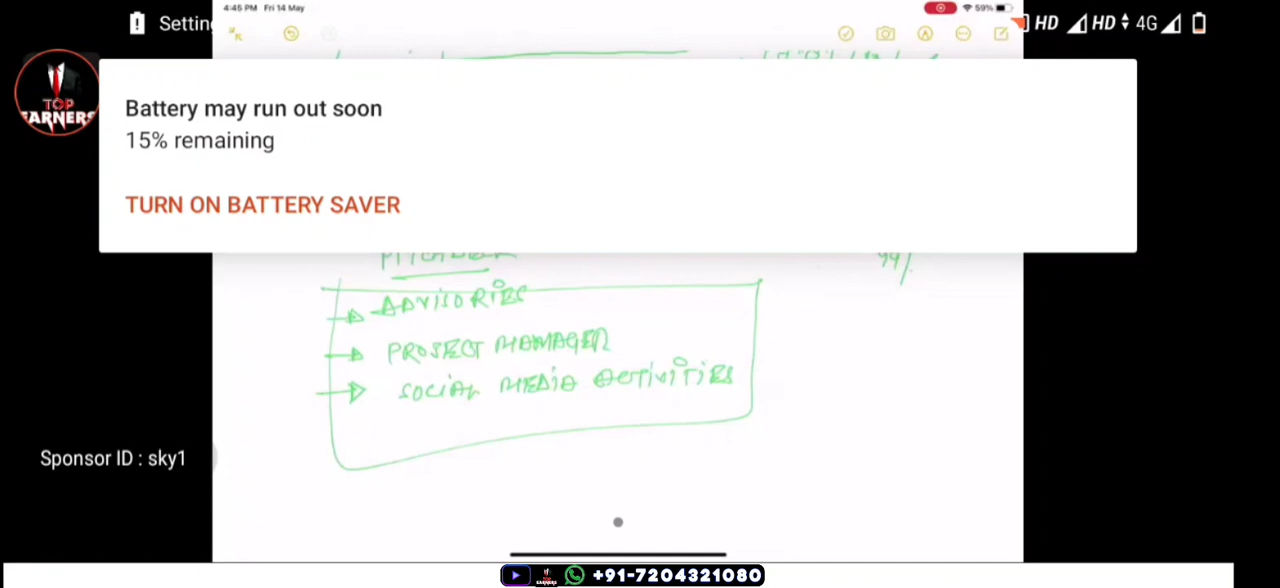 4:45 PM Fri 14 May
59%
Settin
HD HD 4G
TOP
EARNERS
Battery may run out soon
15% remaining
TURN ON BATTERY SAVER
99%
ADVISORIES
PROJECT MANAGER
SOCIAL MEDIA ACTIVITIES
Sponsor ID : sky1
+91-7204321080